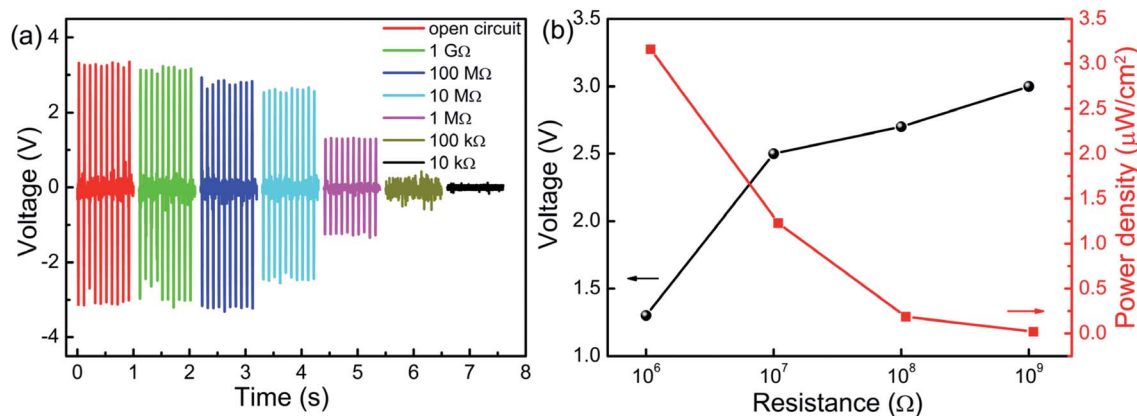 (a)
open circuit
1 GΩ
100 MΩ
10 MΩ
1 MΩ
100 kΩ
10 kΩ
Voltage (V)
4
2
0
-2
-4
0 1 2 3 4 5 6 7 8
Time (s)
(b)
Voltage (V)
3.5
3.0
2.5
2.0
1.5
1.0
10⁶ 10⁷ 10⁸ 10⁹
Resistance (Ω)
3.5
3.0
2.5
2.0
1.5
1.0
0.5
0.0
Power density (μW/cm²)